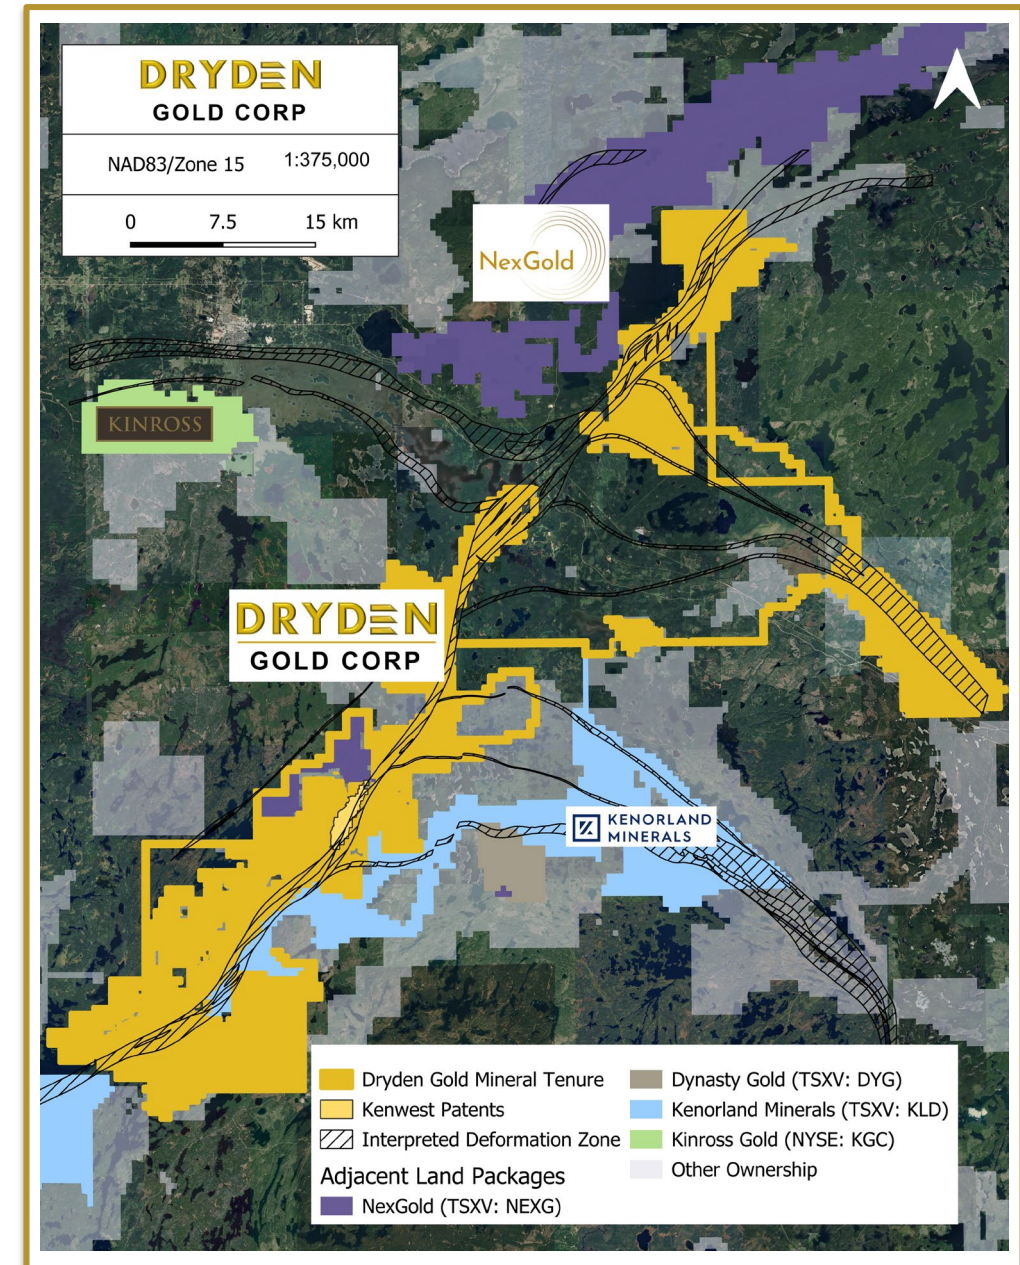 DRYDEN
GOLD CORP
NAD83/Zone 15 1:375,000
0 7.5 15 km
NexGold
KINROSS
DRYDEN
GOLD CORP
KENORLAND
MINERALS
Dryden Gold Mineral Tenure
Kenwest Patents
Interpreted Deformation Zone
Adjacent Land Packages
NexGold (TSXV: NEXG)
Dynasty Gold (TSXV: DYG)
Kenorland Minerals (TSXV: KLD)
Kinross Gold (NYSE: KGC)
Other Ownership